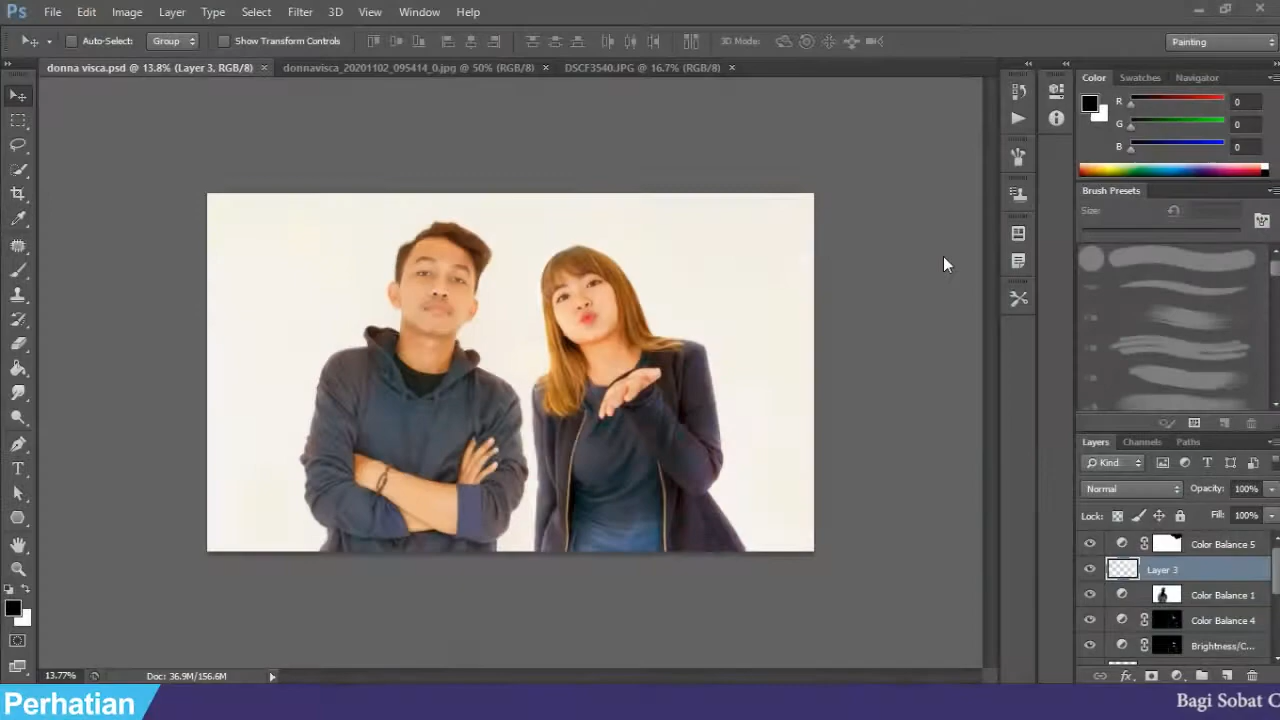 Ps File Edit Image Layer Type Select Filter 3D View Window Help
Auto-Select: Group Show Transform Controls 3D Mode: Painting
donna visca.psd @ 13.8% (Layer 3, RGB/8) × donnavisca_20201102_095414_0.jpg @ 50% (RGB/8) × DSCF3540.JPG @ 16.7% (RGB/8) ×
Color Swatches Navigator
R 0
G 0
B 0
Brush Presets
Size:
Layers Channels Paths
Kind
Normal Opacity: 100%
Lock: Fill: 100%
Color Balance 5
Layer 3
Color Balance 1
Color Balance 4
Brightness/C...
13.77% Doc: 36.9M/156.6M
Perhatian
Bagi Sobat